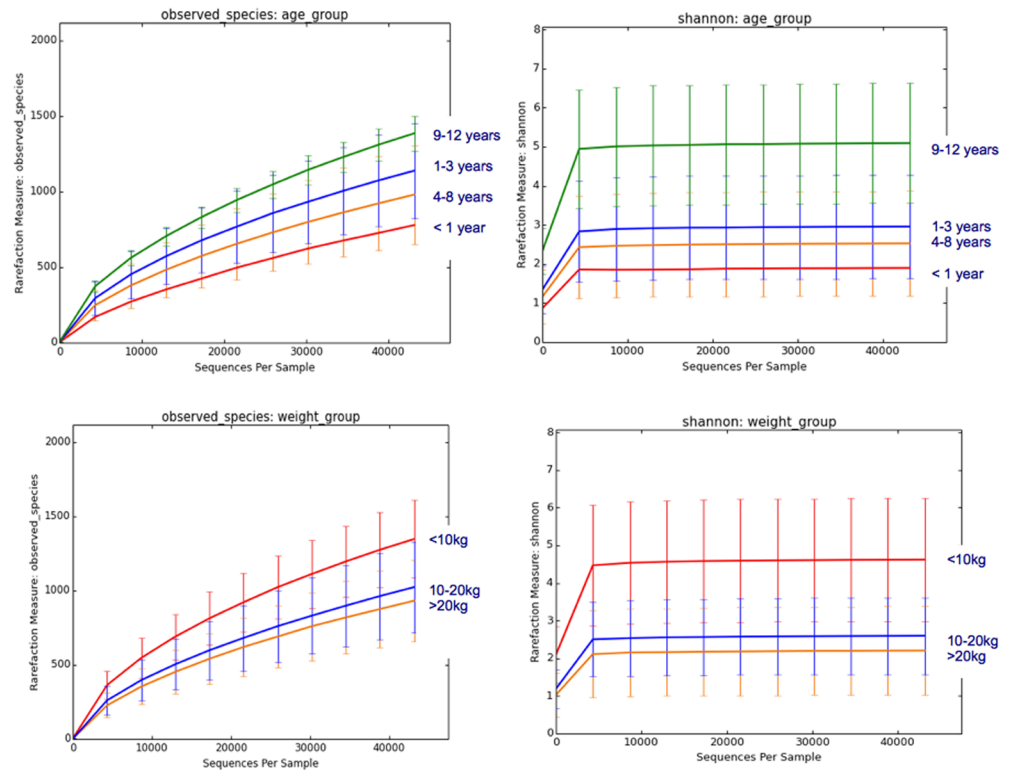 observed_species: age_group
Rarefaction Measure: observed_species
2000
1500
1000
500
0
0 10000 20000 30000 40000
Sequences Per Sample
9-12 years
1-3 years
4-8 years
< 1 year
shannon: age_group
Rarefaction Measure: shannon
8
7
6
5
4
3
2
1
0
0 10000 20000 30000 40000
Sequences Per Sample
9-12 years
1-3 years
4-8 years
< 1 year
observed_species: weight_group
Rarefaction Measure: observed_species
2000
1500
1000
500
0
0 10000 20000 30000 40000
Sequences Per Sample
<10kg
10-20kg
>20kg
shannon: weight_group
Rarefaction Measure: shannon
8
7
6
5
4
3
2
1
0
0 10000 20000 30000 40000
Sequences Per Sample
<10kg
10-20kg
>20kg